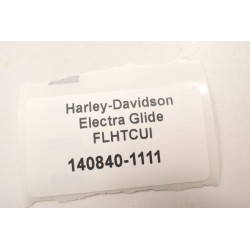 Harley-Davidson
Electra Glide
FLHTCUI
140840-1111